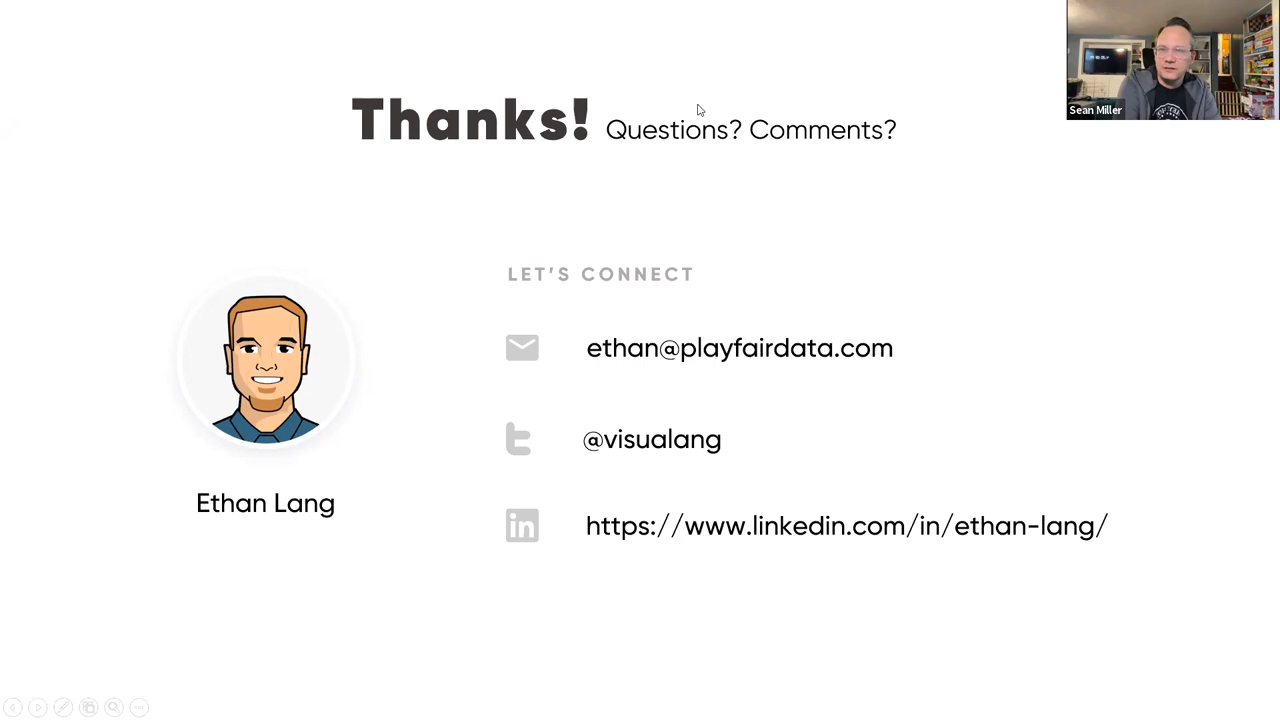 Thanks! Questions? Comments?
Sean Miller
LET'S CONNECT
ethan@playfairdata.com
@visualang
Ethan Lang
in https://www.linkedin.com/in/ethan-lang/